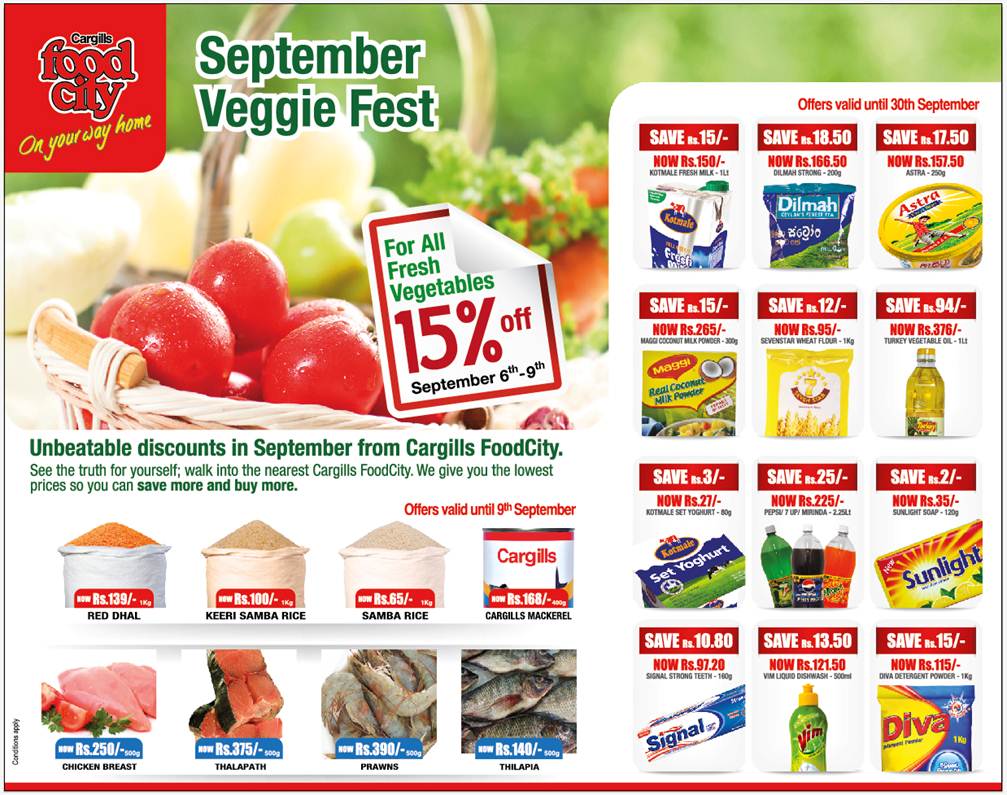 Cargills
food
city
On your way home
September
Veggie Fest
For All
Fresh
Vegetables
15% off
September 6th-9th
Unbeatable discounts in September from Cargills FoodCity.
See the truth for yourself; walk into the nearest Cargills FoodCity. We give you the lowest
prices so you can save more and buy more.
Offers valid until 9th September
NOW Rs.139/- 1Kg
RED DHAL
NOW Rs.100/- 1Kg
KEERI SAMBA RICE
NOW Rs.65/- 1Kg
SAMBA RICE
Cargills
NOW Rs.168/- 400g
CARGILLS MACKEREL
NOW Rs.250/- 500g
CHICKEN BREAST
NOW Rs.375/- 500g
THALAPATH
NOW Rs.390/- 500g
PRAWNS
NOW Rs.140/- 500g
THILAPIA
Conditions apply
Offers valid until 30th September
SAVE Rs.15/-
NOW Rs.150/-
KOTMALE FRESH MILK - 1Lt
Kotmale
SAVE Rs.18.50
NOW Rs.166.50
DILMAH STRONG - 200g
Dilmah
CEYLON'S FINEST TEA
SAVE Rs.17.50
NOW Rs.157.50
ASTRA - 250g
Astra
SAVE Rs.15/-
NOW Rs.265/-
MAGGI COCONUT MILK POWDER - 300g
Maggi
Real Coconut
Milk Powder
SAVE Rs.12/-
NOW Rs.95/-
SEVENSTAR WHEAT FLOUR - 1Kg
SEVEN STAR
SAVE Rs.94/-
NOW Rs.376/-
TURKEY VEGETABLE OIL - 1Lt
Turkey
SAVE Rs.3/-
NOW Rs.27/-
KOTMALE SET YOGHURT - 80g
Kotmale
Set Yoghurt
SAVE Rs.25/-
NOW Rs.225/-
PEPSI/ 7 UP/ MIRINDA - 2.25Lt
SAVE Rs.2/-
NOW Rs.35/-
SUNLIGHT SOAP - 120g
New
Sunlight
SAVE Rs.10.80
NOW Rs.97.20
SIGNAL STRONG TEETH - 160g
Signal
SAVE Rs.13.50
NOW Rs.121.50
VIM LIQUID DISHWASH - 500ml
Vim
SAVE Rs.15/-
NOW Rs.115/-
DIVA DETERGENT POWDER - 1Kg
Diva
1Kg